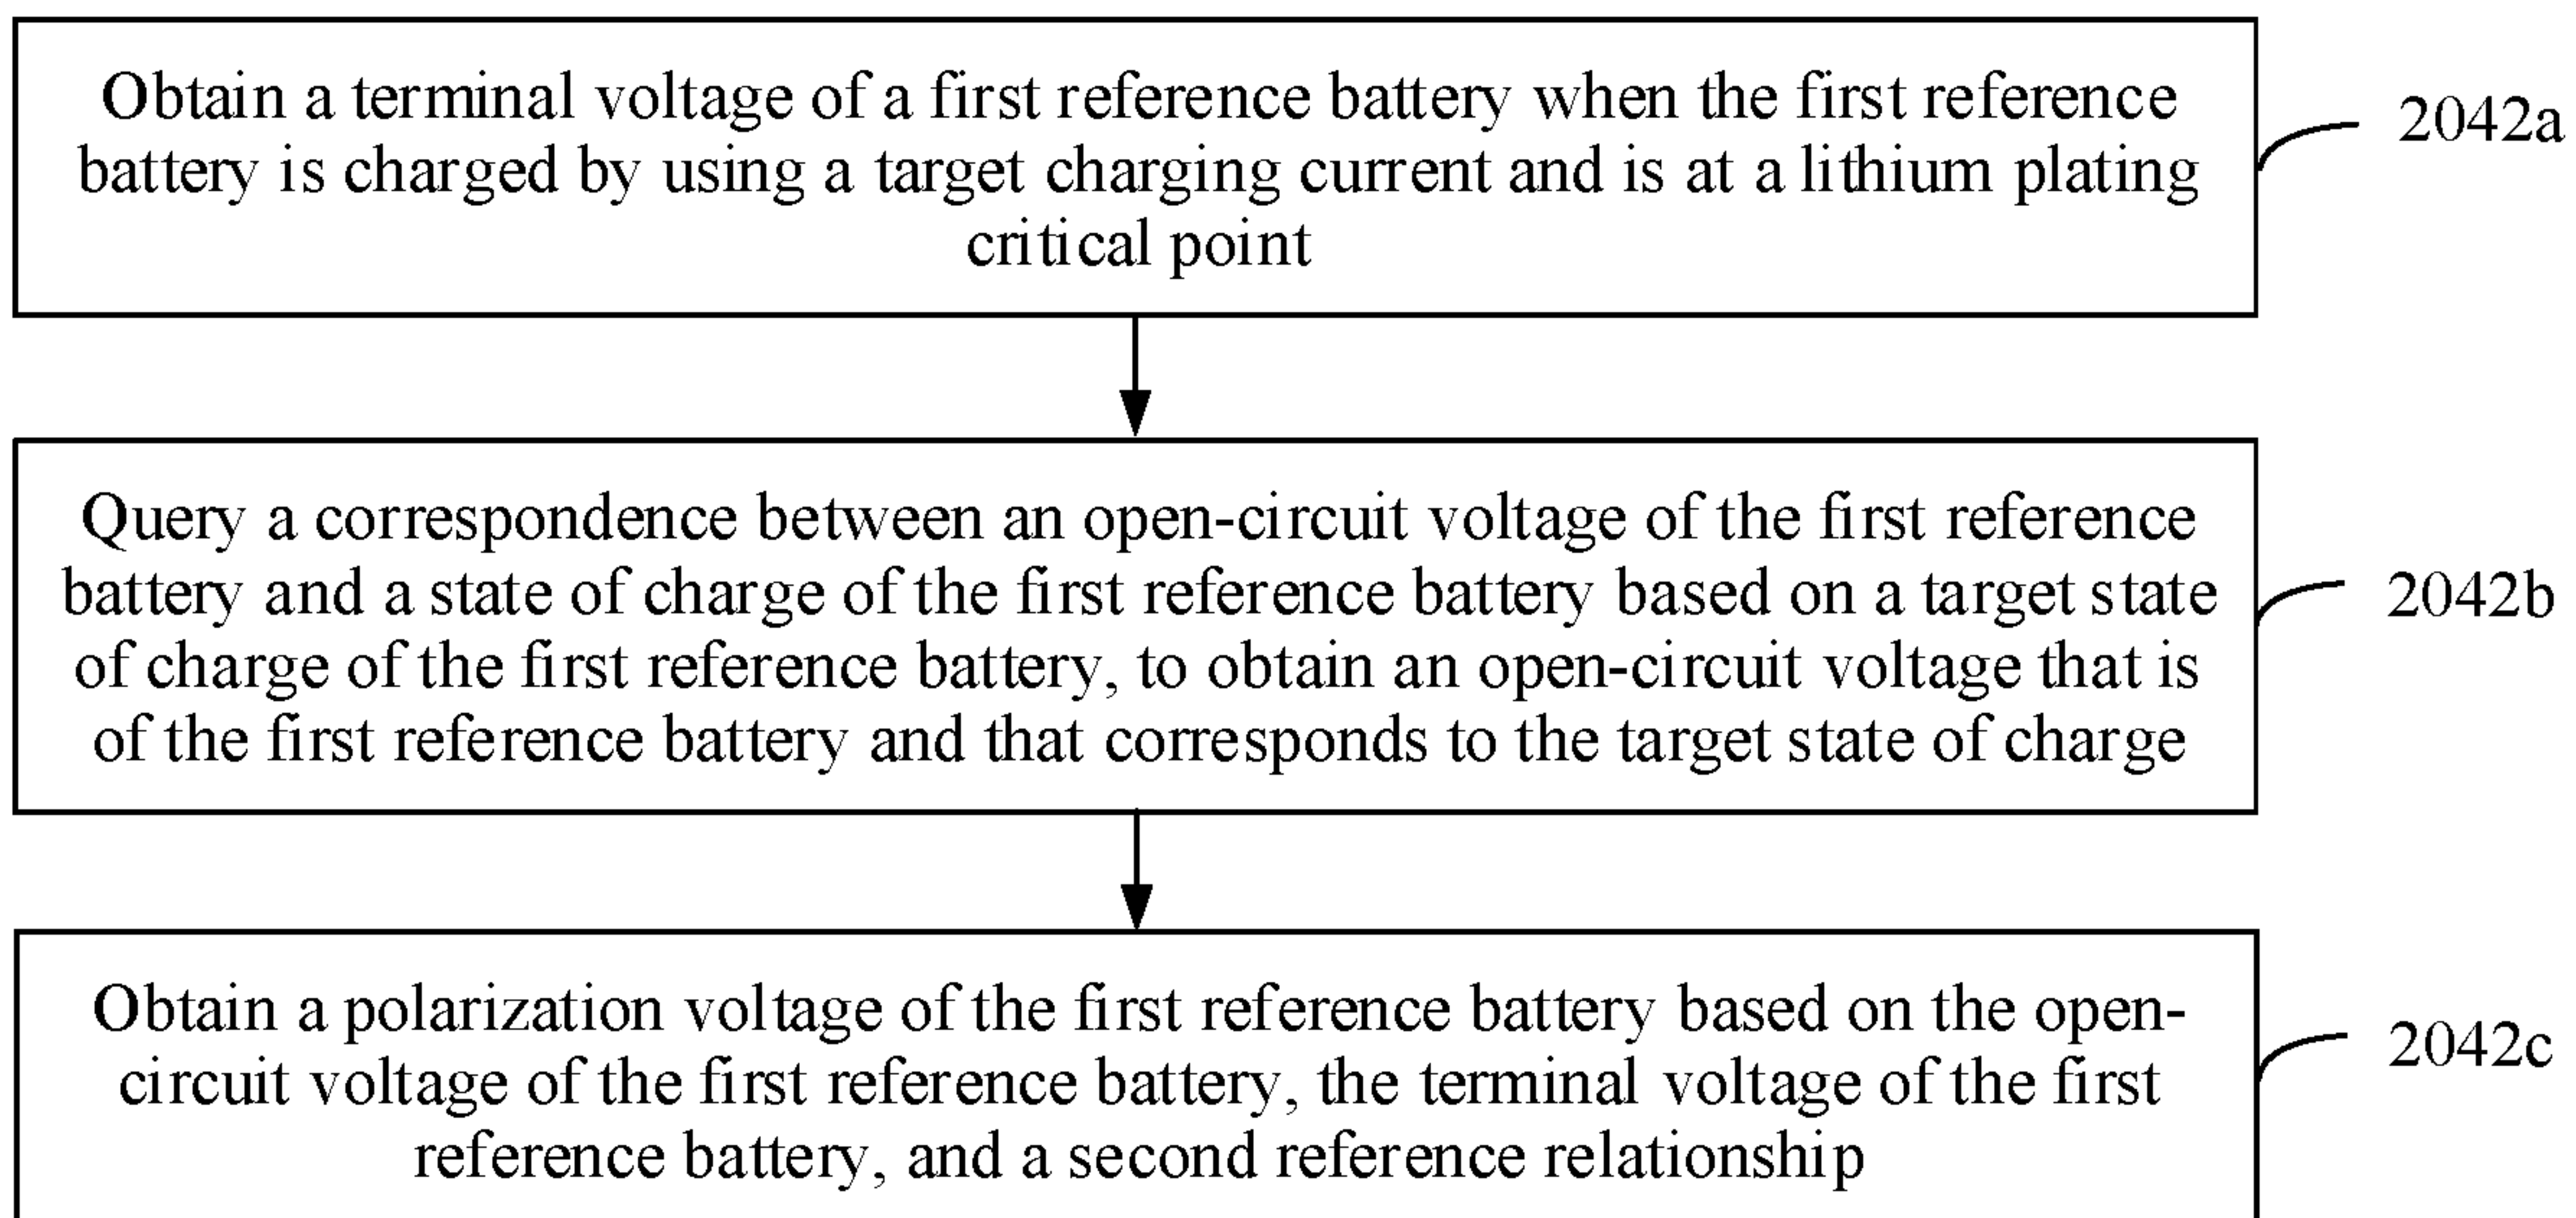 Obtain a terminal voltage of a first reference battery when the first reference
battery is charged by using a target charging current and is at a lithium plating
critical point
2042a
Query a correspondence between an open-circuit voltage of the first reference
battery and a state of charge of the first reference battery based on a target state
of charge of the first reference battery, to obtain an open-circuit voltage that is
of the first reference battery and that corresponds to the target state of charge
2042b
Obtain a polarization voltage of the first reference battery based on the open-
circuit voltage of the first reference battery, the terminal voltage of the first
reference battery, and a second reference relationship
2042c